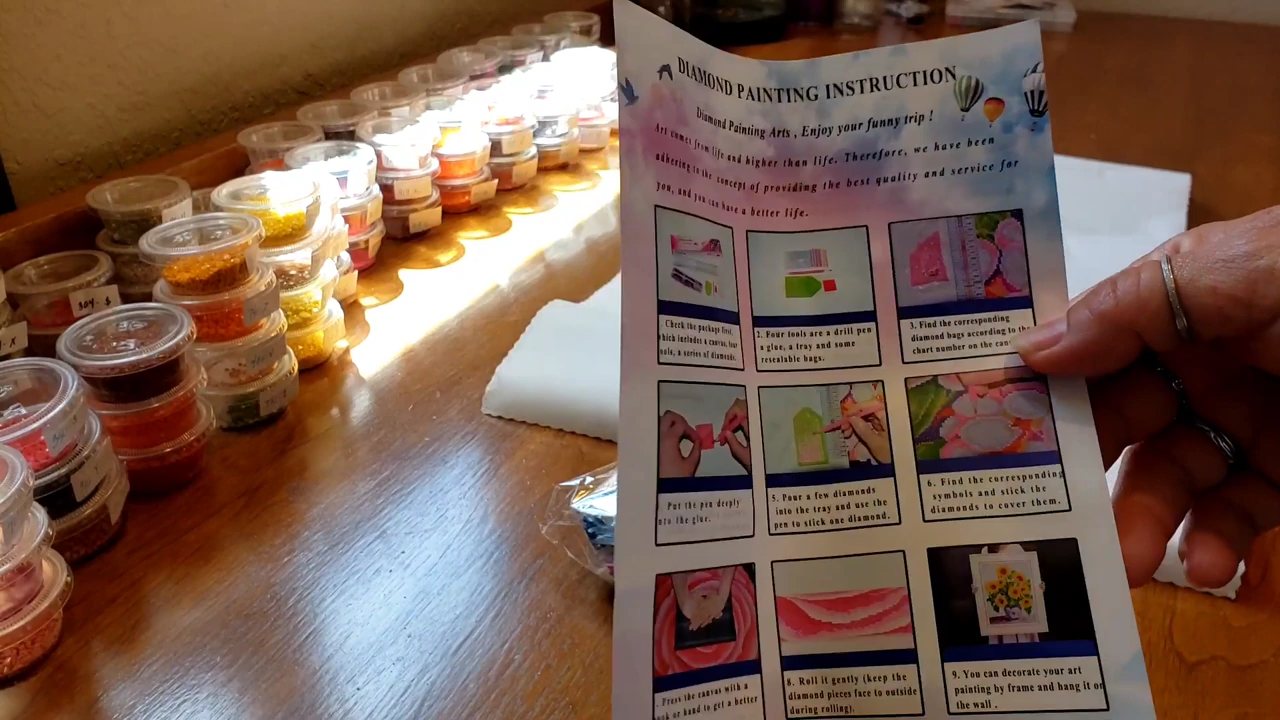 DIAMOND PAINTING INSTRUCTION
Diamond Painting Arts , Enjoy your funny trip !
Art comes from life and higher than life. Therefore, we have been
adhering to the concept of providing the best quality and service for
you, and you can have a better life.
. Check the package first,
which includes a canvas, four
ools, a series of diamonds.
2. Four tools are a drill pen
a glue, a tray and some
resealable bags.
3. Find the corresponding
diamond bags according to the
chart number on the can
Put the pen deeply
nto the glue.
5. Pour a few diamonds
into the tray and use the
pen to stick one diamond.
6. Find the corresponding
symbols and stick the
diamonds to cover them.
. Press the canvas with a
ook or hand to get a better
8. Roll it gently (keep the
diamond pieces face to outside
during rolling).
9. You can decorate your art
painting by frame and hang it on
the wall .
304- $